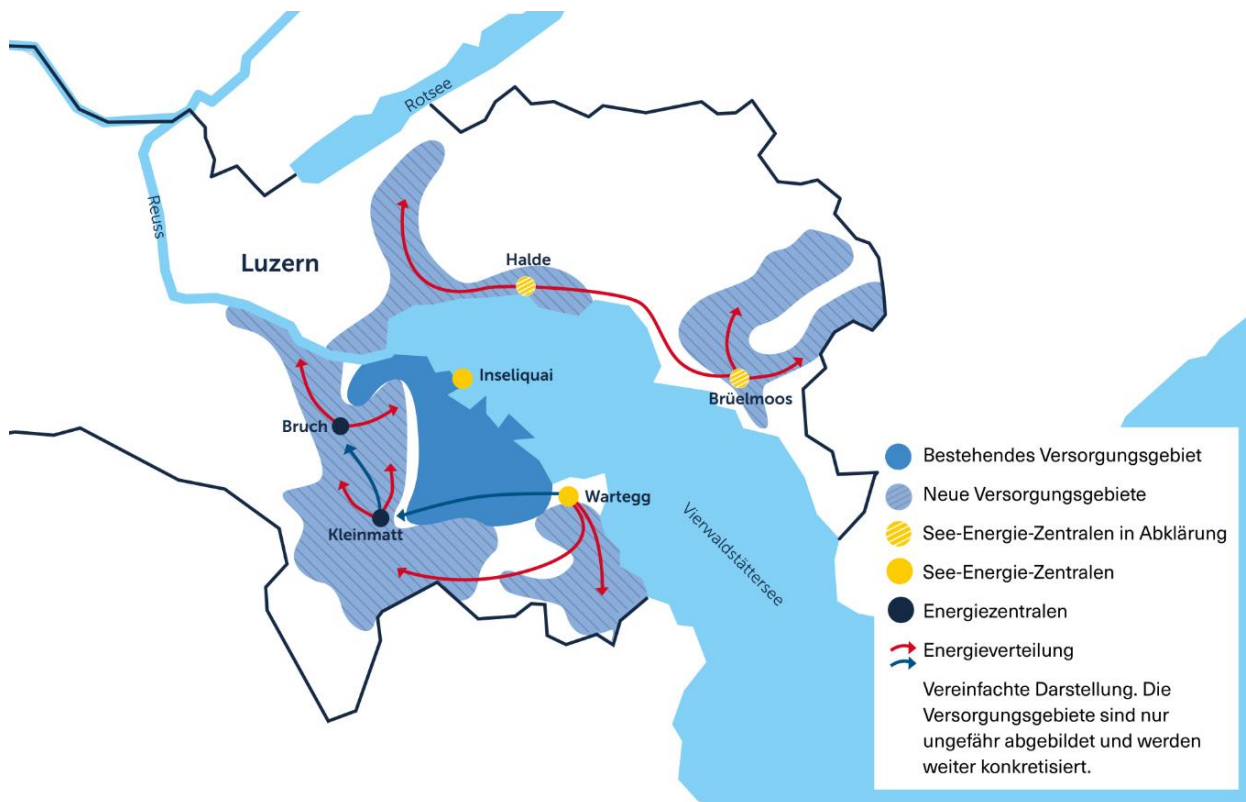 Rotsee
Reuss
Luzern
Halde
Inseliquai
Brüelmoos
Bruch
Wartegg
Kleinmatt
Vierwaldstättersee
Bestehendes Versorgungsgebiet
Neue Versorgungsgebiete
See-Energie-Zentralen in Abklärung
See-Energie-Zentralen
Energiezentralen
Energieverteilung
Vereinfachte Darstellung. Die
Versorgungsgebiete sind nur
ungefähr abgebildet und werden
weiter konkretisiert.